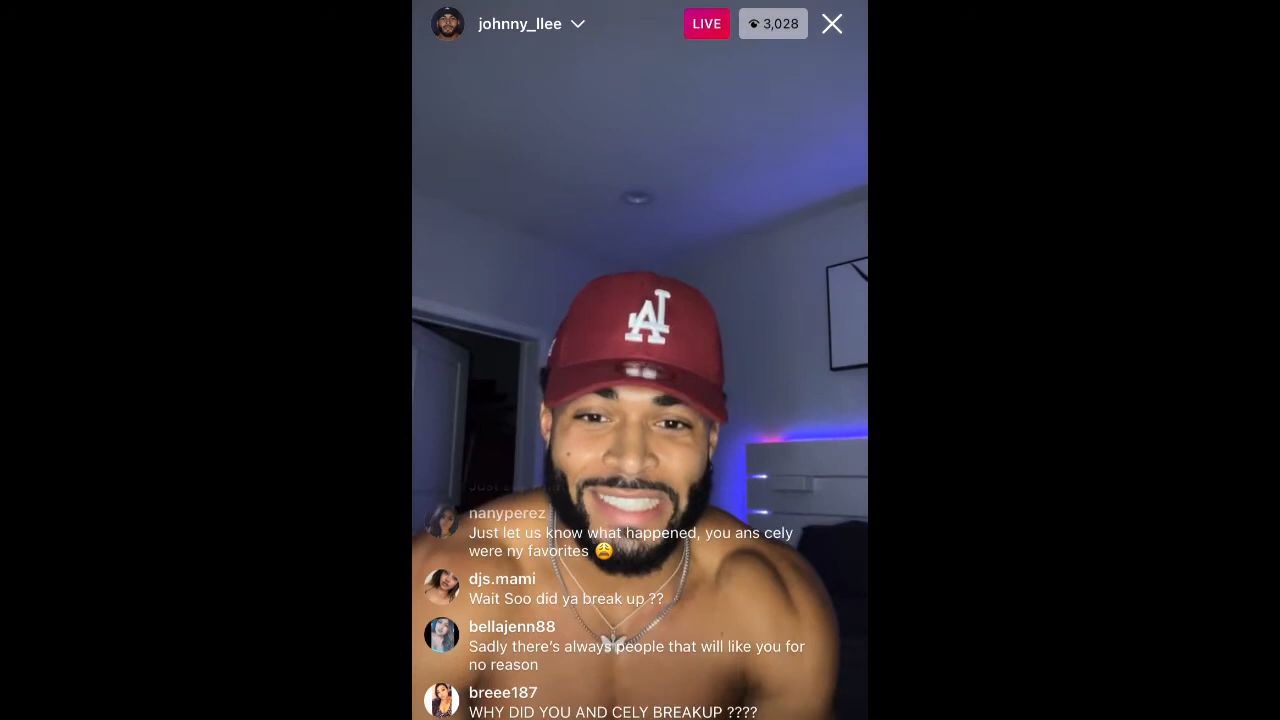 johnny_llee
LIVE
3,028
LA
nanyperez
Just let us know what happened, you ans cely
were ny favorites 😩
djs.mami
Wait Soo did ya break up ??
bellajenn88
Sadly there's always people that will like you for
no reason
breee187
WHY DID YOU AND CELY BREAKUP ????